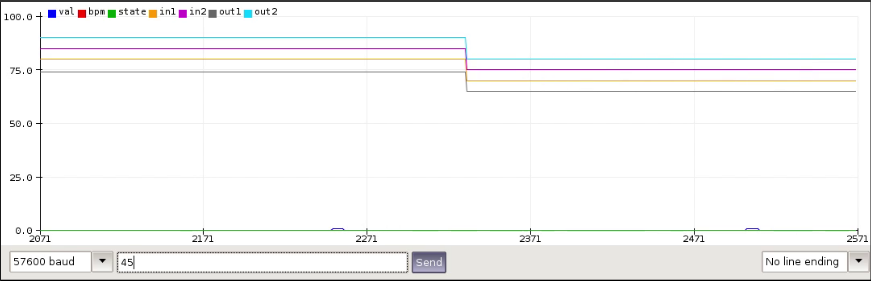 val bpm state in1 in2 out1 out2
100.0
75.0
50.0
25.0
0.0
2071 2171 2271 2371 2471 2571
57600 baud 45 Send No line ending